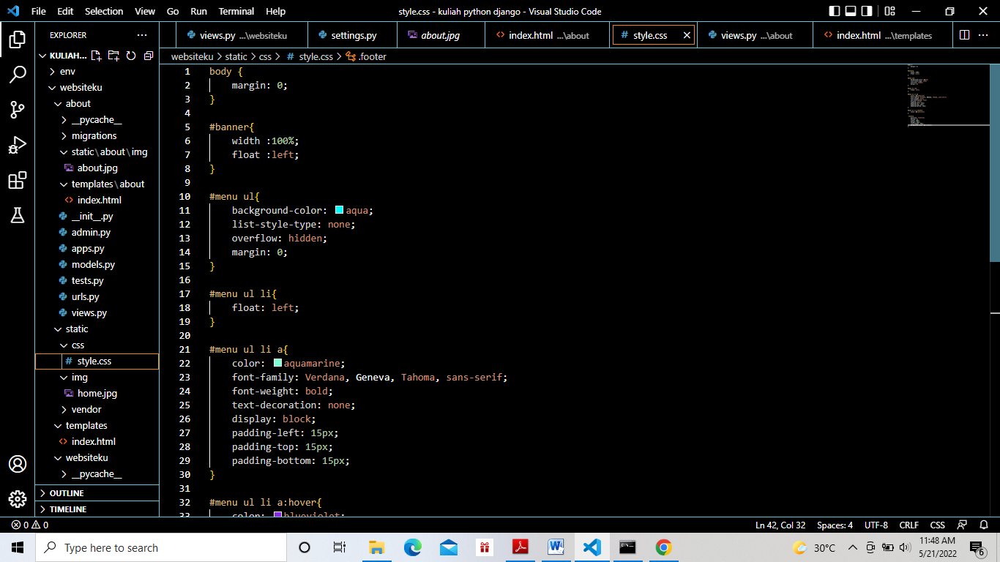 File Edit Selection View Go Run Terminal Help style.css - kuliah python django - Visual Studio Code
EXPLORER
views.py ...\websiteku settings.py about.jpg index.html ...\about style.css views.py ...\about index.html ...\templates
KULIAH...
websiteku > static > css > # style.css > .footer
env
websiteku
about
__pycache__
migrations
static\about\img
about.jpg
templates\about
index.html
__init__.py
admin.py
apps.py
models.py
tests.py
urls.py
views.py
static
css
# style.css
img
home.jpg
vendor
templates
index.html
websiteku
__pycache__
OUTLINE
TIMELINE
1 body {
2 margin: 0;
3 }
4
5 #banner{
6 width :100%;
7 float :left;
8 }
9
10 #menu ul{
11 background-color: aqua;
12 list-style-type: none;
13 overflow: hidden;
14 margin: 0;
15 }
16
17 #menu ul li{
18 float: left;
19 }
20
21 #menu ul li a{
22 color: aquamarine;
23 font-family: Verdana, Geneva, Tahoma, sans-serif;
24 font-weight: bold;
25 text-decoration: none;
26 display: block;
27 padding-left: 15px;
28 padding-top: 15px;
29 padding-bottom: 15px;
30 }
31
32 #menu ul li a:hover{
33 color: blueviolet;
0 0 Ln 42, Col 32 Spaces: 4 UTF-8 CRLF CSS
Type here to search 30°C 11:48 AM
5/21/2022
6